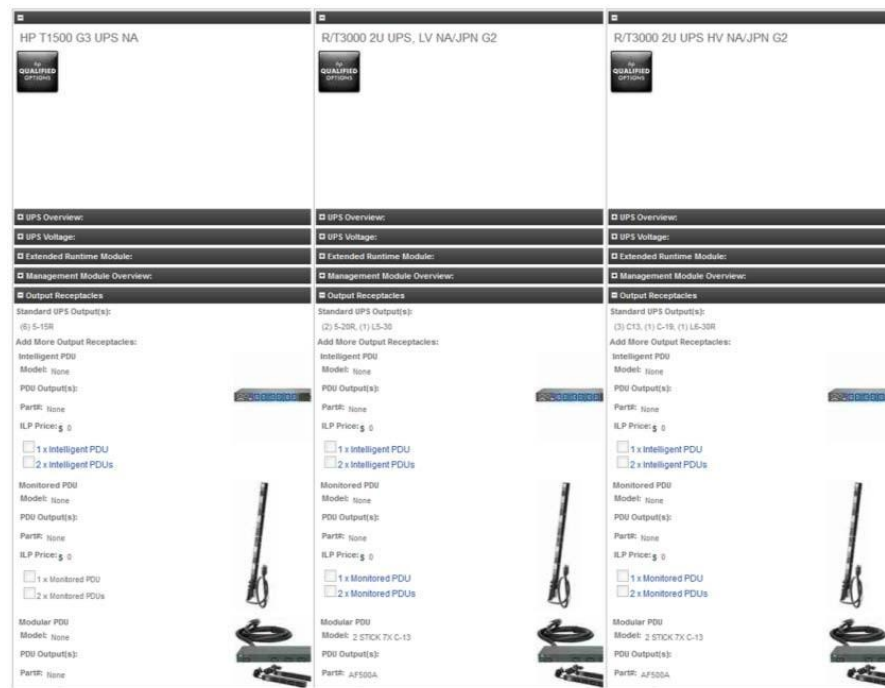 HP T1500 G3 UPS NA
hp
QUALIFIED
OPTIONS
UPS Overview:
UPS Voltage:
Extended Runtime Module:
Management Module Overview:
Output Receptacles
Standard UPS Output(s):
(6) 5-15R
Add More Output Receptacles:
Intelligent PDU
Model: None
PDU Output(s):
Part#: None
ILP Price: $ 0
1 x Intelligent PDU
2 x Intelligent PDUs
Monitored PDU
Model: None
PDU Output(s):
Part#: None
ILP Price: $ 0
1 x Monitored PDU
2 x Monitored PDUs
Modular PDU
Model: None
PDU Output(s):
Part#: None
R/T3000 2U UPS, LV NA/JPN G2
hp
QUALIFIED
OPTIONS
UPS Overview:
UPS Voltage:
Extended Runtime Module:
Management Module Overview:
Output Receptacles
Standard UPS Output(s):
(2) 5-20R, (1) L5-30
Add More Output Receptacles:
Intelligent PDU
Model: None
PDU Output(s):
Part#: None
ILP Price: $ 0
1 x Intelligent PDU
2 x Intelligent PDUs
Monitored PDU
Model: None
PDU Output(s):
Part#: None
ILP Price: $ 0
1 x Monitored PDU
2 x Monitored PDUs
Modular PDU
Model: 2 STICK 7X C-13
PDU Output(s):
Part#: AF500A
R/T3000 2U UPS HV NA/JPN G2
hp
QUALIFIED
OPTIONS
UPS Overview:
UPS Voltage:
Extended Runtime Module:
Management Module Overview:
Output Receptacles
Standard UPS Output(s):
(3) C13, (1) C-19, (1) L6-30R
Add More Output Receptacles:
Intelligent PDU
Model: None
PDU Output(s):
Part#: None
ILP Price: $ 0
1 x Intelligent PDU
2 x Intelligent PDUs
Monitored PDU
Model: None
PDU Output(s):
Part#: None
ILP Price: $ 0
1 x Monitored PDU
2 x Monitored PDUs
Modular PDU
Model: 2 STICK 7X C-13
PDU Output(s):
Part#: AF500A